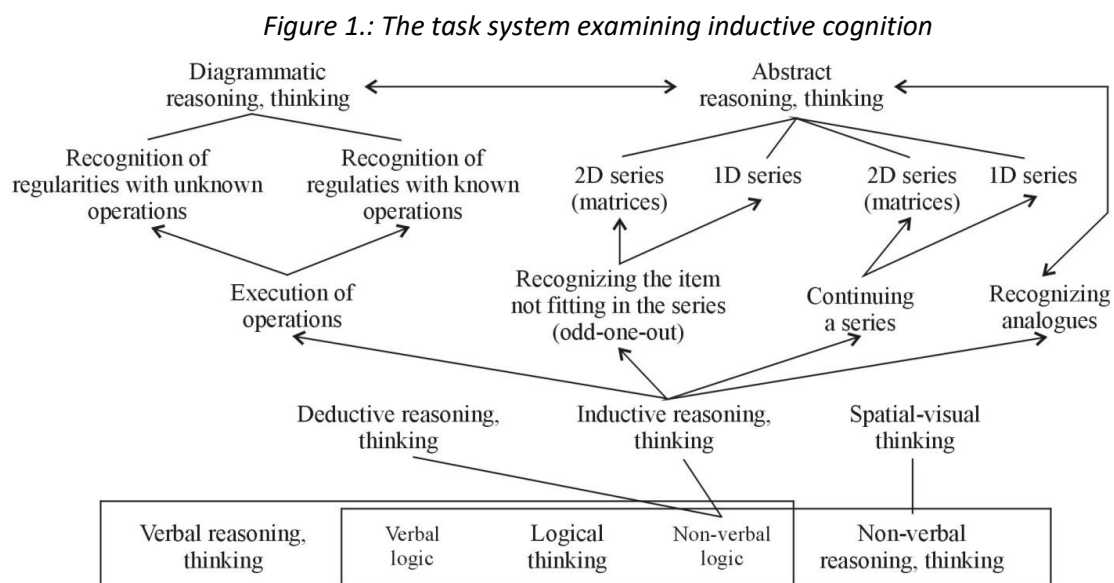 Figure 1.: The task system examining inductive cognition
Diagrammatic
reasoning, thinking
Abstract
reasoning, thinking
Recognition of
regularities with unknown
operations
Recognition of
regulaties with known
operations
2D series
(matrices)
1D series
2D series
(matrices)
1D series
Execution of
operations
Recognizing the item
not fitting in the series
(odd-one-out)
Continuing
a series
Recognizing
analogues
Deductive reasoning,
thinking
Inductive reasoning,
thinking
Spatial-visual
thinking
Verbal reasoning,
thinking
Verbal
logic
Logical
thinking
Non-verbal
logic
Non-verbal
reasoning, thinking